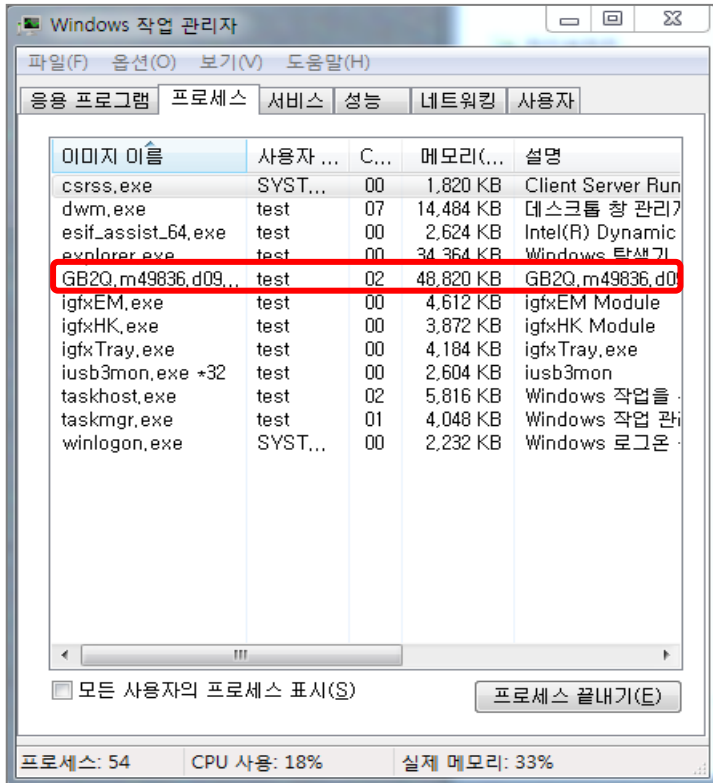 Windows 작업 관리자
파일(F) 옵션(O) 보기(V) 도움말(H)
응용 프로그램 프로세스 서비스 성능 네트워킹 사용자
이미지 이름 사용자 ... C... 메모리(... 설명
csrss.exe SYST... 00 1,820 KB Client Server Run
dwm.exe test 07 14,484 KB 데스크톱 창 관리
esif_assist_64.exe test 00 2,624 KB Intel(R) Dynamic
explorer.exe test 00 34,364 KB Windows 탐색기
GB2Q.m49836.d09... test 02 48,820 KB GB2Q.m49836.d09
igfxEM.exe test 00 4,612 KB igfxEM Module
igfxHK.exe test 00 3,872 KB igfxHK Module
igfxTray.exe test 00 4,184 KB igfxTray.exe
iusb3mon.exe *32 test 00 2,604 KB iusb3mon
taskhost.exe test 02 5,816 KB Windows 작업을
taskmgr.exe test 01 4,048 KB Windows 작업 관
winlogon.exe SYST... 00 2,232 KB Windows 로그온
모든 사용자의 프로세스 표시(S) 프로세스 끝내기(E)
프로세스: 54 CPU 사용: 18% 실제 메모리: 33%